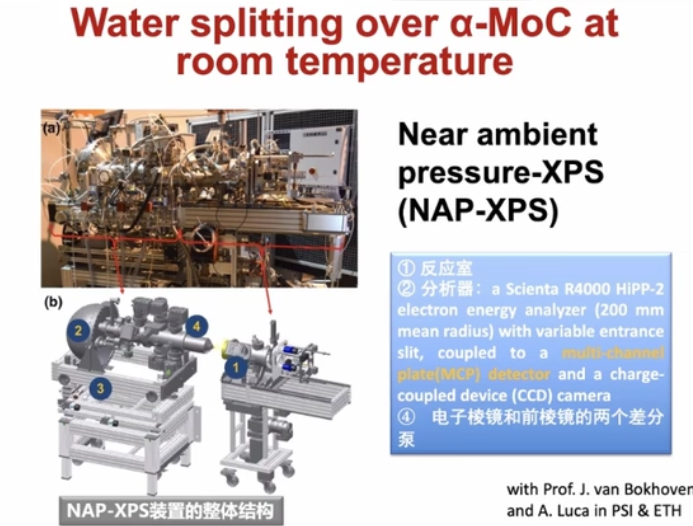 Water splitting over α-MoC at
room temperature
(a)
Near ambient
pressure-XPS
(NAP-XPS)
① 反应室
② 分析器：a Scienta R4000 HiPP-2
electron energy analyzer (200 mm
mean radius) with variable entrance
slit, coupled to a multi-channel
plate(MCP) detector and a charge-
coupled device (CCD) camera
④ 电子棱镜和前棱镜的两个差分
泵
(b)
2
4
1
3
NAP-XPS装置的整体结构
with Prof. J. van Bokhoven
and A. Luca in PSI & ETH